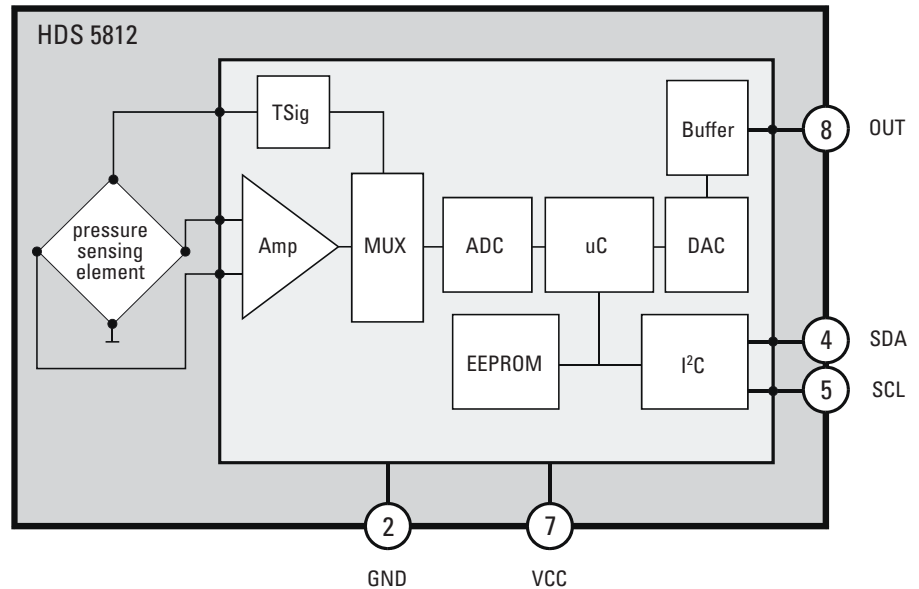 HDS 5812
TSig
Buffer
8 OUT
pressure
sensing
element
Amp
MUX
ADC
uC
DAC
EEPROM
I²C
4 SDA
5 SCL
2
7
GND
VCC